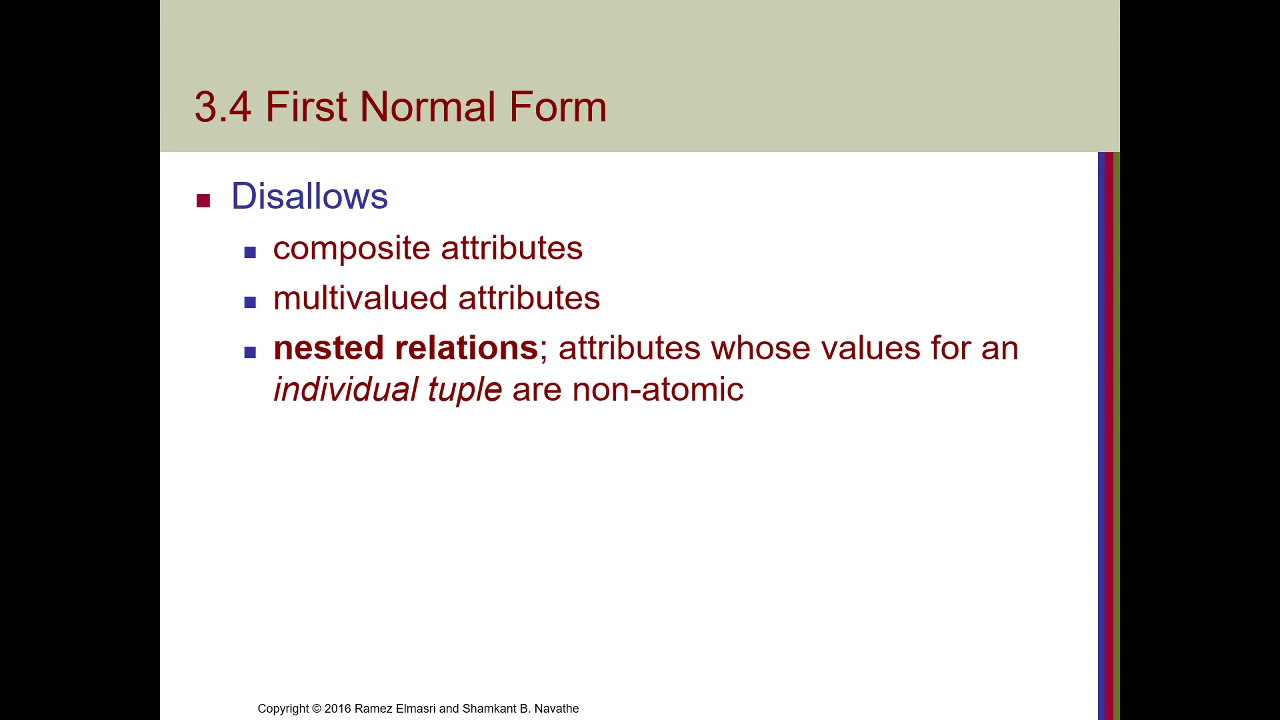 3.4 First Normal Form
Disallows
composite attributes
multivalued attributes
nested relations; attributes whose values for an
individual tuple are non-atomic
Copyright © 2016 Ramez Elmasri and Shamkant B. Navathe